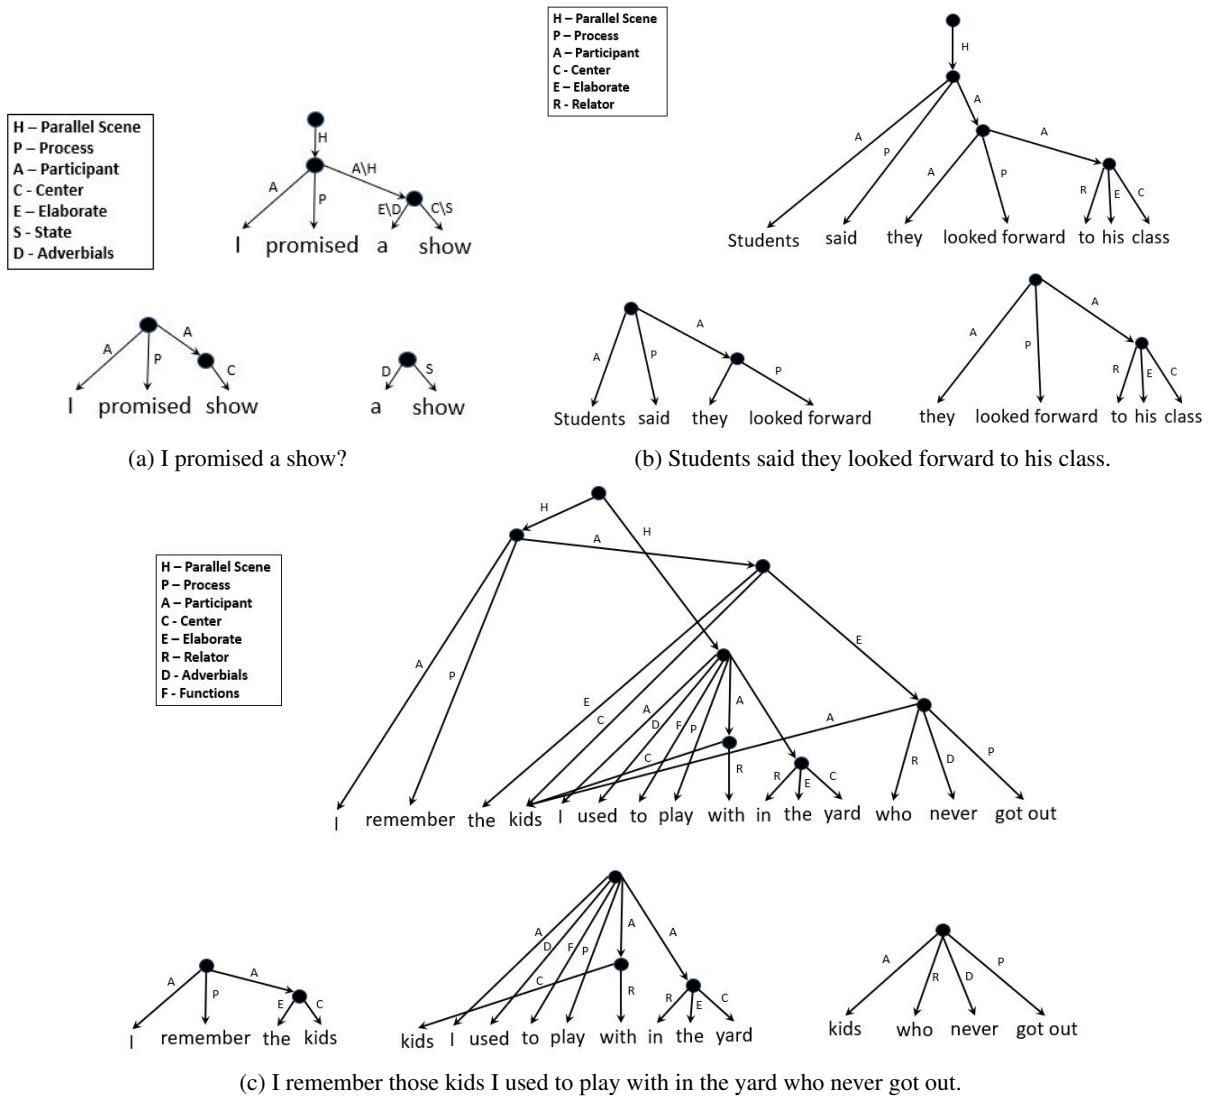 H – Parallel Scene
P – Process
A – Participant
C - Center
E – Elaborate
S - State
D - Adverbials
H
A\H
A
P
E\D
C\S
I promised a show
A
P
A
C
I promised show
D
S
a show
(a) I promised a show?
H – Parallel Scene
P – Process
A – Participant
C - Center
E – Elaborate
R - Relator
H
A
A
P
A
A
P
R
E
C
Students said they looked forward to his class
A
P
A
P
Students said they looked forward
A
P
A
R
E
C
they looked forward to his class
(b) Students said they looked forward to his class.
H – Parallel Scene
P – Process
A – Participant
C - Center
E – Elaborate
R – Relator
D - Adverbials
F - Functions
H
H
A
A
P
E
E
C
A
D
F
P
A
A
C
R
R
E
C
R
D
P
I remember the kids I used to play with in the yard who never got out
A
P
A
E
C
I remember the kids
A
D
F
P
A
A
C
R
R
E
C
kids I used to play with in the yard
A
R
D
P
kids who never got out
(c) I remember those kids I used to play with in the yard who never got out.